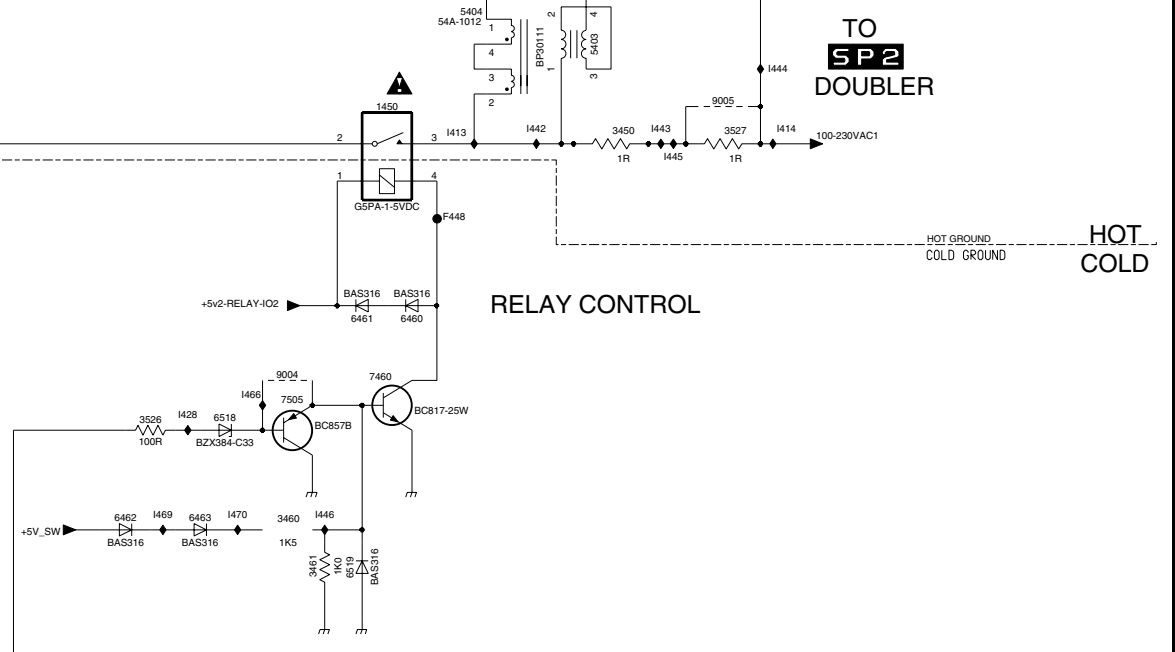 5404
54A-1012
1
4
3
2
BP30111
2
4
5403
1
3
TO
SP2
DOUBLER
I444
9005
1450
2
3
I413
I442
3450
1R
I443
I445
3527
1R
I414
100-230VAC1
1
4
G5PA-1-5VDC
F448
HOT GROUND
HOT
COLD GROUND
COLD
+5v2-RELAY-IO2
BAS316
6461
BAS316
6460
RELAY CONTROL
9004
7460
I466
7505
BC817-25W
3526
100R
I428
6518
BZX384-C33
BC857B
+5V_SW
6462
BAS316
I469
6463
BAS316
I470
3460
1K5
I446
3461
1K0
6519
BAS316